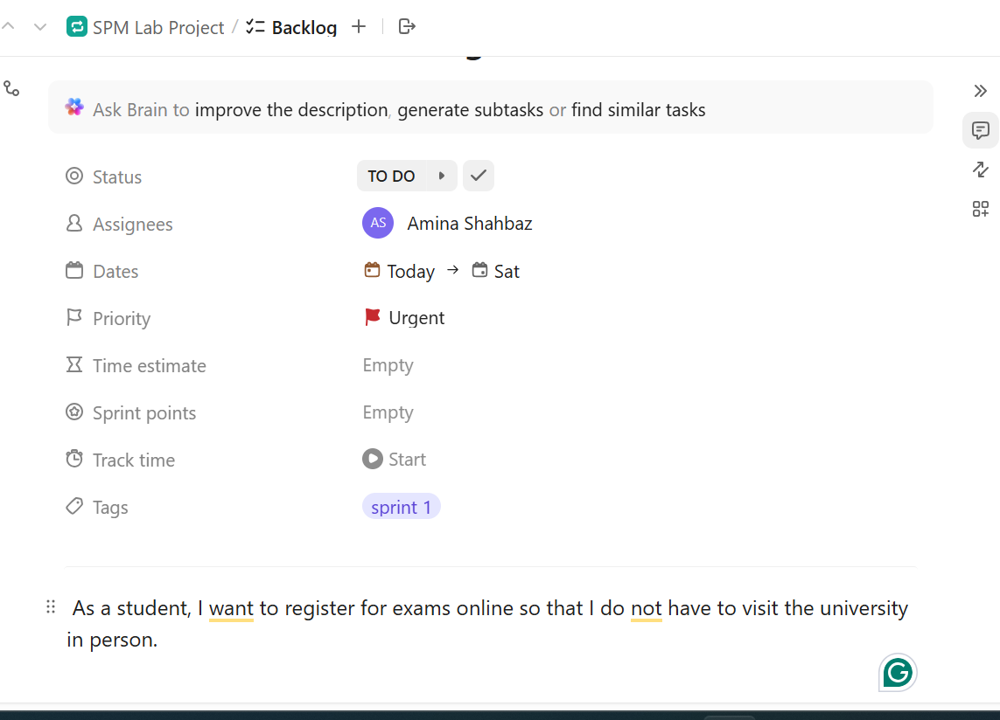 SPM Lab Project / Backlog
Ask Brain to improve the description, generate subtasks or find similar tasks
Status TO DO
Assignees AS Amina Shahbaz
Dates Today → Sat
Priority Urgent
Time estimate Empty
Sprint points Empty
Track time Start
Tags sprint 1
As a student, I want to register for exams online so that I do not have to visit the university
in person.